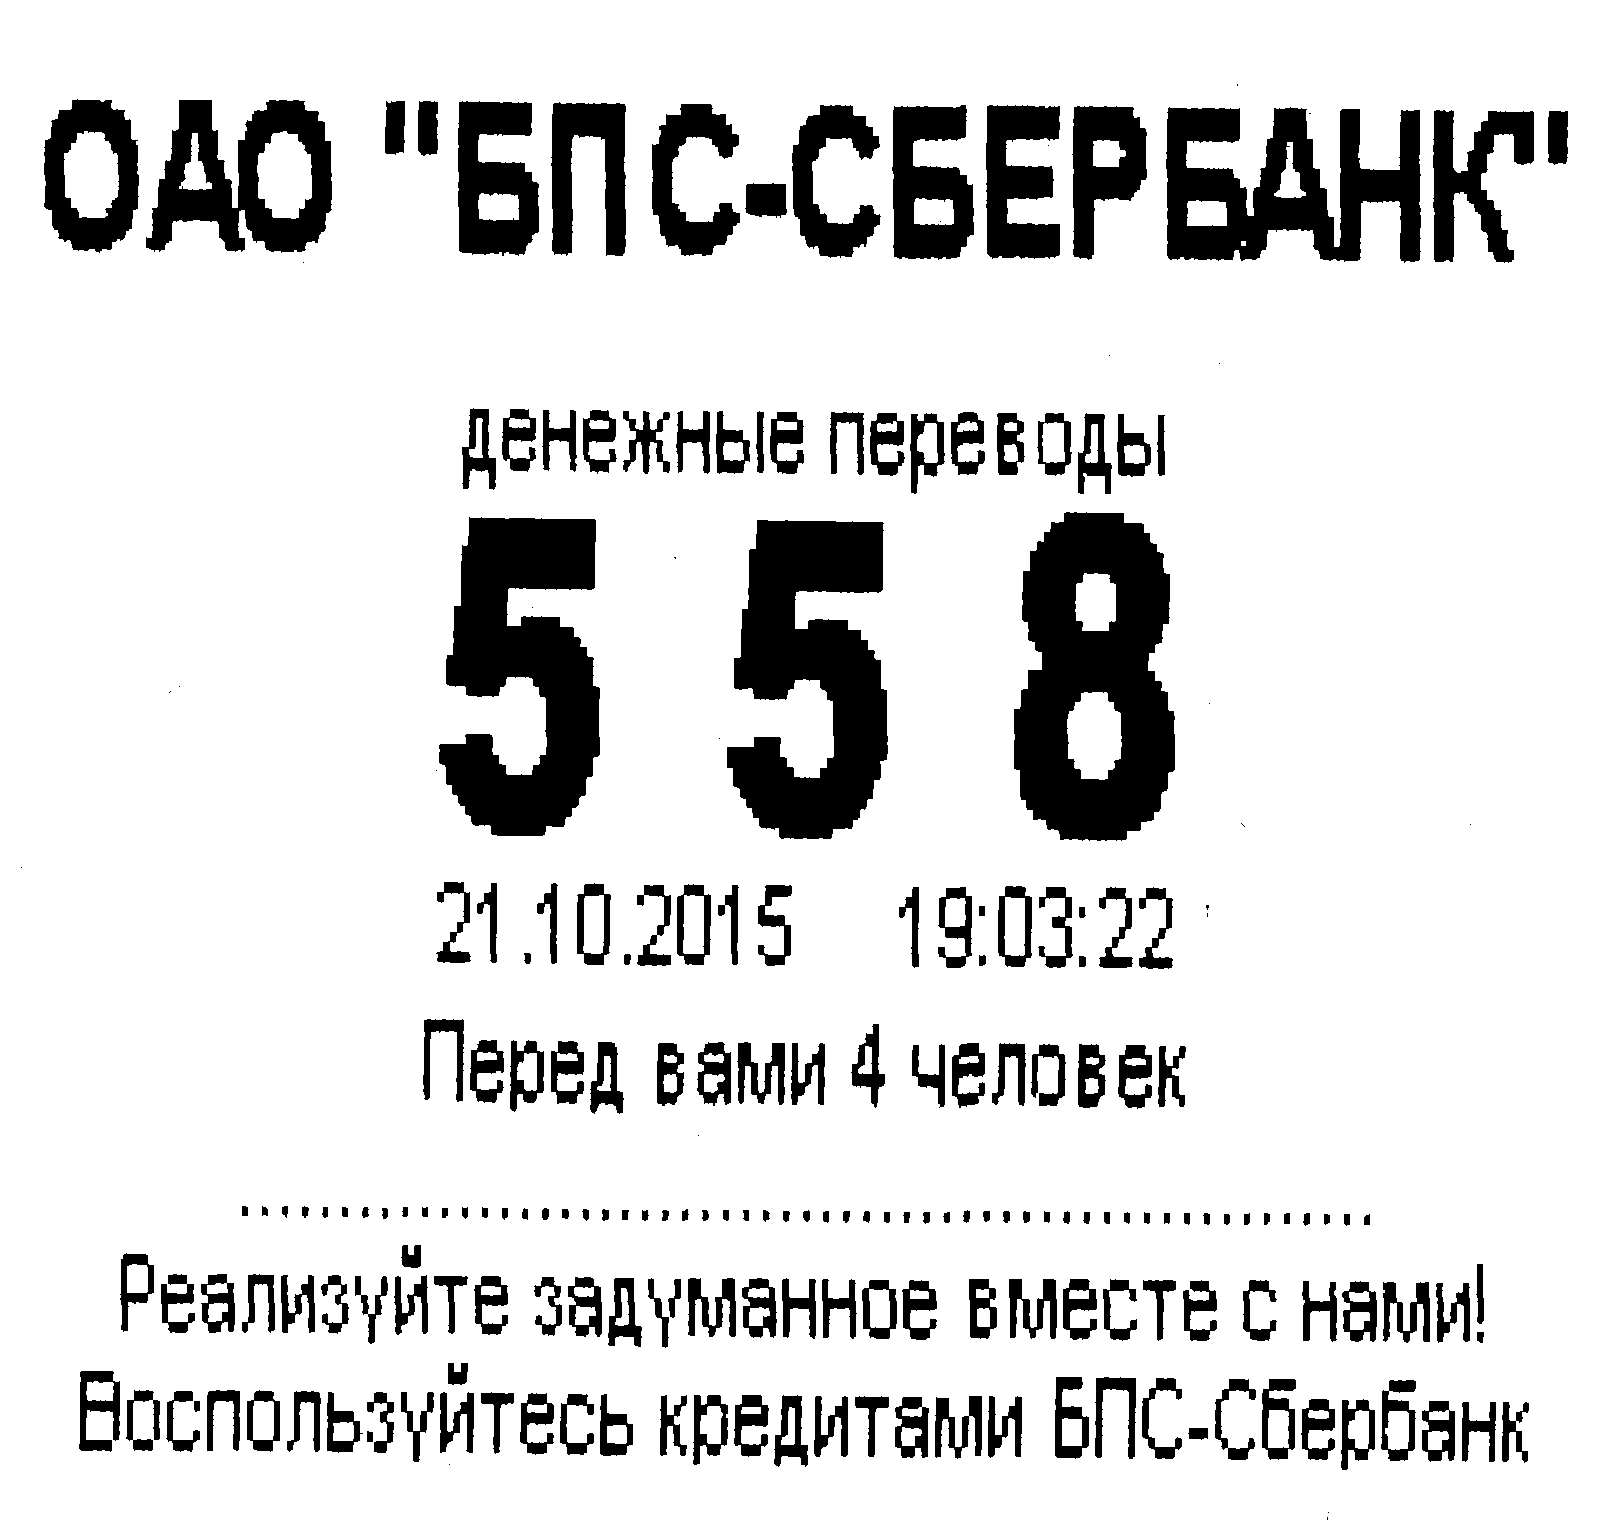 ОАО "БПС-СБЕРБАНК"
денежные переводы
558
21.10.2015 19:03:22
Перед вами 4 человек
Реализуйте задуманное вместе с нами!
Воспользуйтесь кредитами БПС-Сбербанк